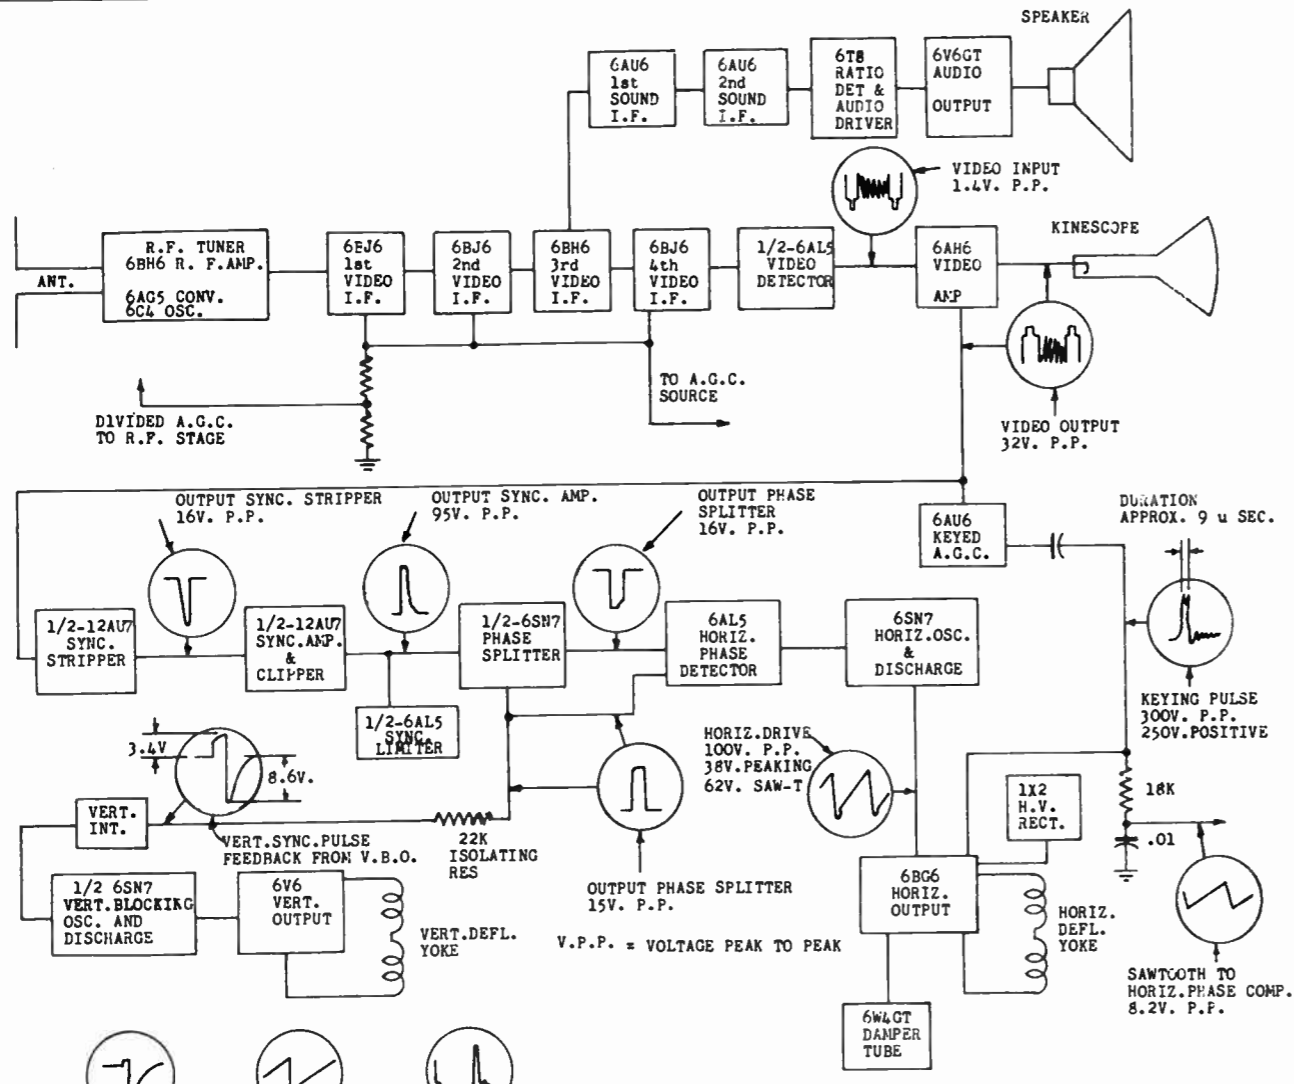 SPEAKER
6AU6
1st
SOUND
I.F.
6AU6
2nd
SOUND
I.F.
6T8
RATIO
DET &
AUDIO
DRIVER
6V6GT
AUDIO
OUTPUT
VIDEO INPUT
1.4V. P.P.
ANT.
R.F. TUNER
6BH6 R. F.AMP.
6AG5 CONV.
6C4 OSC.
6BJ6
1st
VIDEO
I.F.
6BJ6
2nd
VIDEO
I.F.
6BH6
3rd
VIDEO
I.F.
6BJ6
4th
VIDEO
I.F.
1/2-6AL5
VIDEO
DETECTOR
6AH6
VIDEO
AMP
KINESCOPE
DIVIDED A.G.C.
TO R.F. STAGE
TO A.G.C.
SOURCE
VIDEO OUTPUT
32V. P.P.
OUTPUT SYNC. STRIPPER
16V. P.P.
OUTPUT SYNC. AMP.
95V. P.P.
OUTPUT PHASE
SPLITTER
16V. P.P.
6AU6
KEYED
A.G.C.
DURATION
APPROX. 9 u SEC.
1/2-12AU7
SYNC.
STRIPPER
1/2-12AU7
SYNC.AMP.
&
CLIPPER
1/2-6SN7
PHASE
SPLITTER
6AL5
HORIZ.
PHASE
DETECTOR
6SN7
HORIZ.OSC.
&
DISCHARGE
KEYING PULSE
300V. P.P.
250V.POSITIVE
1/2-6AL5
SYNC.
LIMITER
3.4V
8.6V.
HORIZ.DRIVE
100V. P.P.
38V.PEAKING
62V. SAW-T
VERT.
INT.
VERT.SYNC.PULSE
FEEDBACK FROM V.B.O.
22K
ISOLATING
RES
1X2
H.V.
RECT.
18K
.01
1/2 6SN7
VERT.BLOCKING
OSC. AND
DISCHARGE
6V6
VERT.
OUTPUT
VERT.DEFL.
YOKE
OUTPUT PHASE SPLITTER
15V. P.P.
V.P.P. = VOLTAGE PEAK TO PEAK
6BG6
HORIZ.
OUTPUT
HORIZ.
DEFL.
YOKE
SAWTOOTH TO
HORIZ.PHASE COMP.
8.2V. P.P.
6W4GT
DAMPER
TUBE